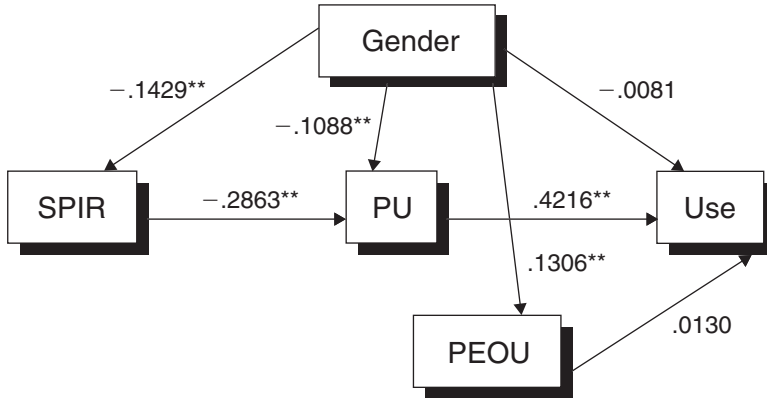 Gender
−.1429**
−.0081
−.1088**
SPIR
−.2863**
PU
.4216**
Use
.1306**
.0130
PEOU